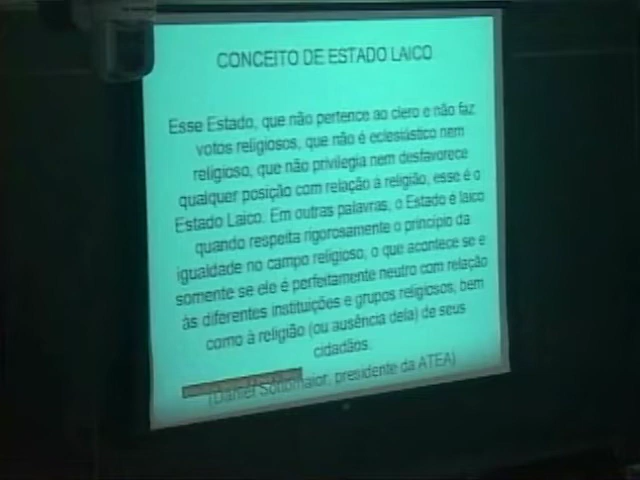 CONCEITO DE ESTADO LAICO
Esse Estado, que não pertence ao clero e não faz
votos religiosos, que não é eclesiástico nem
religioso, que não privilegia nem desfavorece
qualquer posição com relação à religião, esse é o
Estado Laico. Em outras palavras, o Estado é laico
quando respeita rigorosamente o princípio da
igualdade no campo religioso, o que acontece se e
somente se ele é perfeitamente neutro com relação
às diferentes instituições e grupos religiosos, bem
como à religião (ou ausência dela) de seus
cidadãos.
(Daniel Sottomaior, presidente da ATEA)